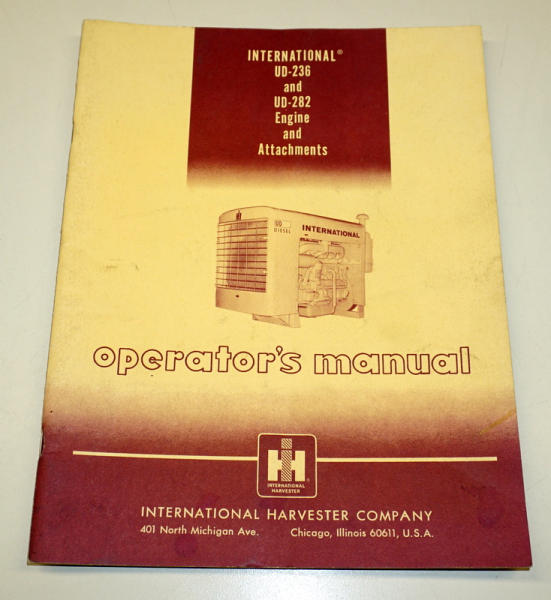 INTERNATIONAL®
UD-236
and
UD-282
Engine
and
Attachments
UD
DIESEL
INTERNATIONAL
operator's manual
INTERNATIONAL
HARVESTER
®
INTERNATIONAL HARVESTER COMPANY
401 North Michigan Ave. Chicago, Illinois 60611, U.S.A.